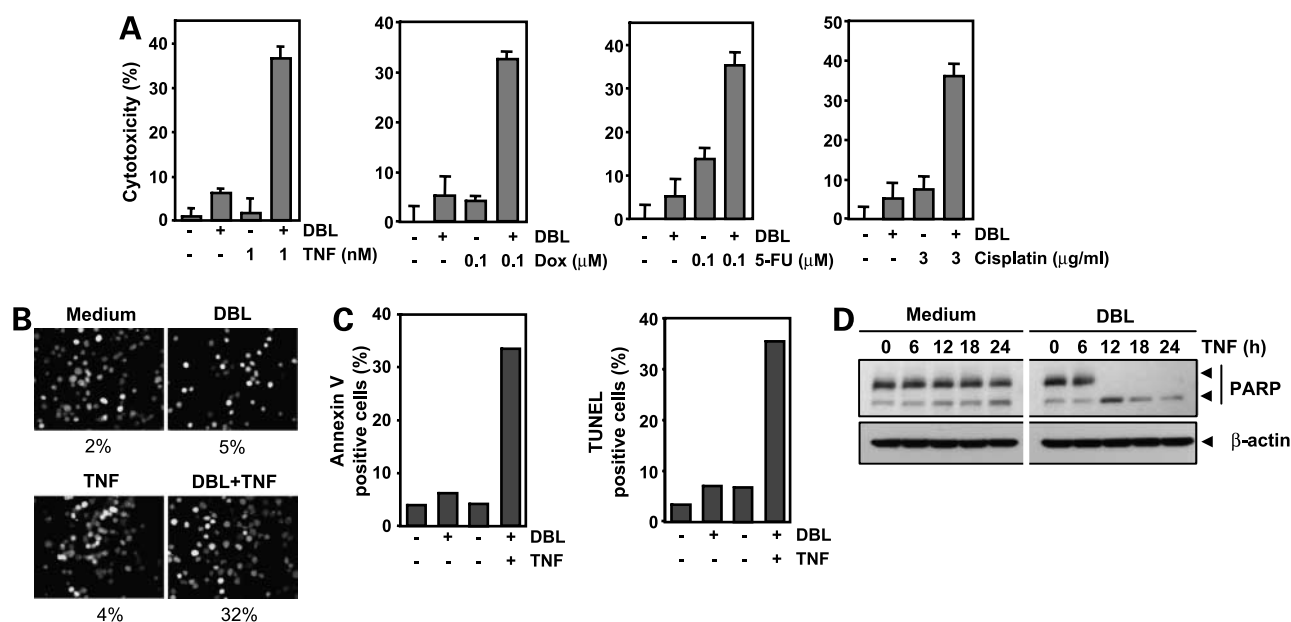 A
Cytotoxicity (%)
40
30
20
10
0
- + - + DBL
- - 1 1 TNF (nM)
40
30
20
10
0
- + - + DBL
- - 0.1 0.1 Dox (μM)
40
30
20
10
0
- + - + DBL
- - 0.1 0.1 5-FU (μM)
40
30
20
10
0
- + - + DBL
- - 3 3 Cisplatin (μg/ml)
B
Medium DBL
2% 5%
TNF DBL+TNF
4% 32%
C
Annexin V
positive cells (%)
40
30
20
10
0
- + - + DBL
- - - + TNF
TUNEL
positive cells (%)
40
30
20
10
0
- + - + DBL
- - - + TNF
D
Medium DBL
0 6 12 18 24 0 6 12 18 24 TNF (h)
PARP
β-actin